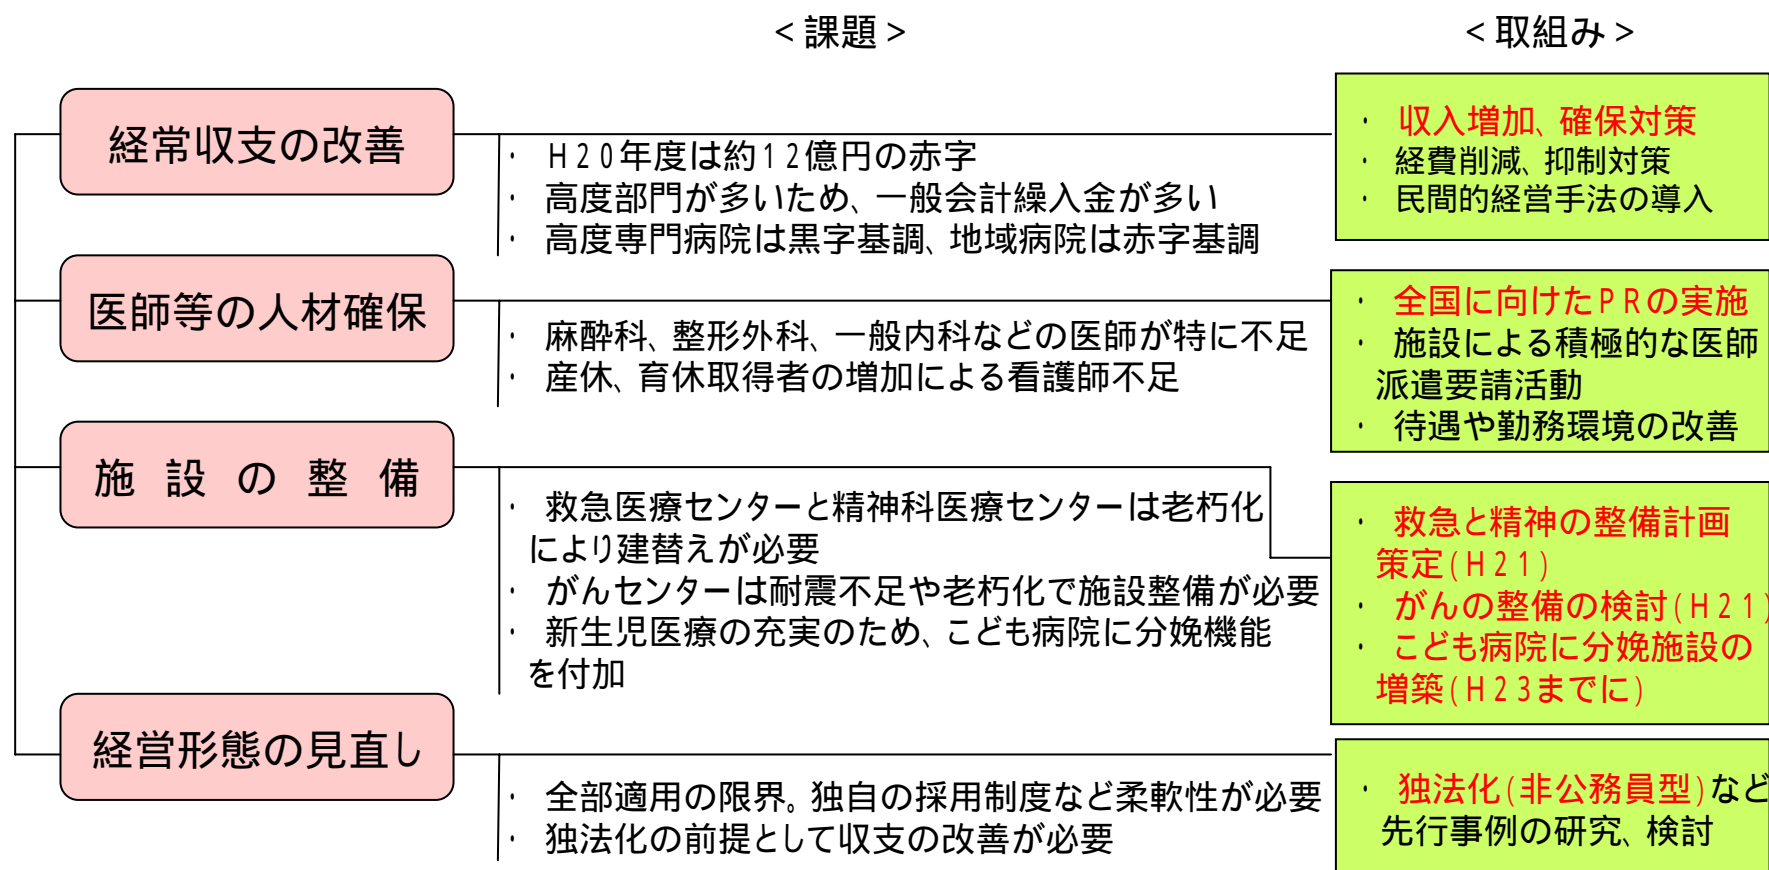 <課題>
<取組み>
経常収支の改善
・ H20年度は約12億円の赤字
・ 高度部門が多いため、一般会計繰入金が多い
・ 高度専門病院は黒字基調、地域病院は赤字基調
・ 収入増加、確保対策
・ 経費削減、抑制対策
・ 民間的経営手法の導入
医師等の人材確保
・ 麻酔科、整形外科、一般内科などの医師が特に不足
・ 産休、育休取得者の増加による看護師不足
・ 全国に向けたPRの実施
・ 施設による積極的な医師
派遣要請活動
・ 待遇や勤務環境の改善
施設の整備
・ 救急医療センターと精神科医療センターは老朽化
により建替えが必要
・ がんセンターは耐震不足や老朽化で施設整備が必要
・ 新生児医療の充実のため、こども病院に分娩機能
を付加
・ 救急と精神の整備計画
策定(H21)
・ がんの整備の検討(H21)
・ こども病院に分娩施設の
増築(H23までに)
経営形態の見直し
・ 全部適用の限界。独自の採用制度など柔軟性が必要
・ 独法化の前提として収支の改善が必要
・ 独法化(非公務員型)など
先行事例の研究、検討